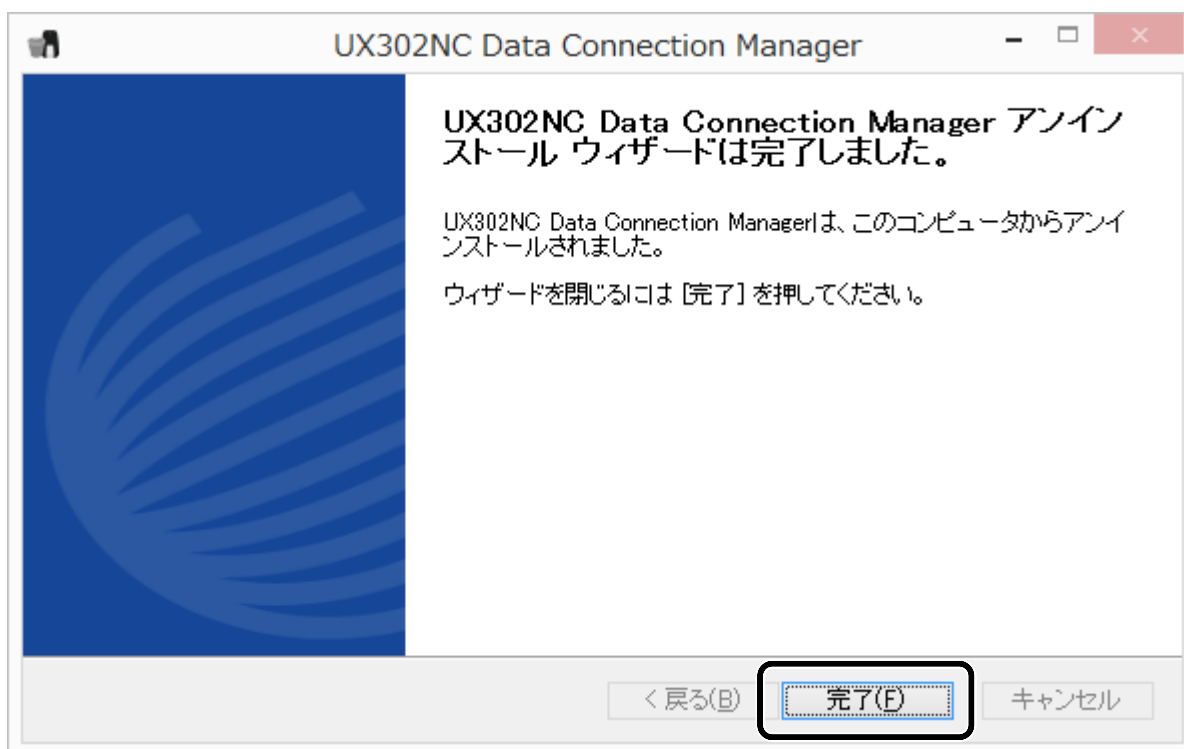 UX302NC Data Connection Manager
UX302NC Data Connection Manager アンイン
ストール ウィザードは完了しました。
UX302NC Data Connection Managerは、このコンピュータからアンイ
ンストールされました。
ウィザードを閉じるには [完了] を押してください。
< 戻る(B) 完了(F) キャンセル